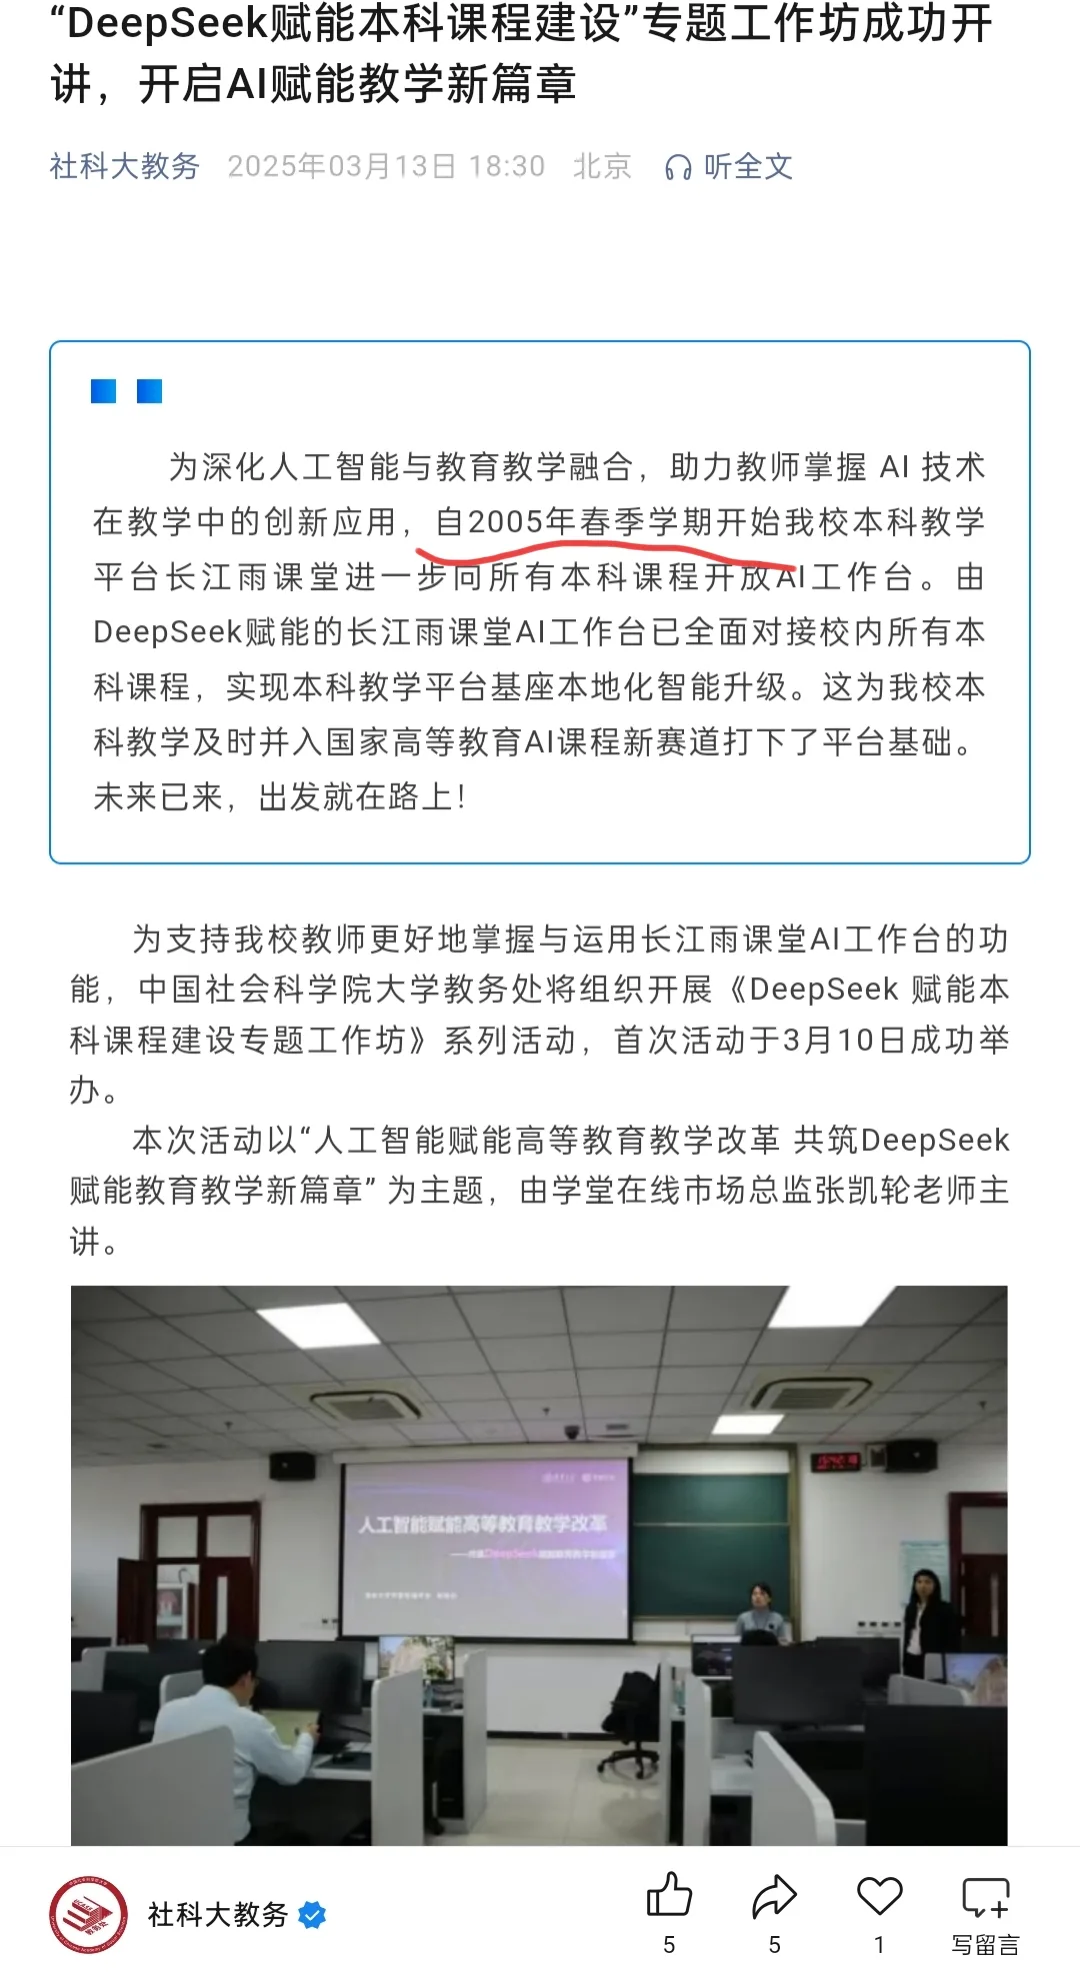 “DeepSeek赋能本科课程建设”专题工作坊成功开
讲，开启AI赋能教学新篇章
社科大教务 2025年03月13日 18:30 北京 听全文
为深化人工智能与教育教学融合，助力教师掌握 AI 技术
在教学中的创新应用，自2005年春季学期开始我校本科教学
平台长江雨课堂进一步向所有本科课程开放AI工作台。由
DeepSeek赋能的长江雨课堂AI工作台已全面对接校内所有本
科课程，实现本科教学平台基座本地化智能升级。这为我校本
科教学及时并入国家高等教育AI课程新赛道打下了平台基础。
未来已来，出发就在路上！
为支持我校教师更好地掌握与运用长江雨课堂AI工作台的功
能，中国社会科学院大学教务处将组织开展《DeepSeek 赋能本
科课程建设专题工作坊》系列活动，首次活动于3月10日成功举
办。
本次活动以“人工智能赋能高等教育教学改革 共筑DeepSeek
赋能教育教学新篇章” 为主题，由学堂在线市场总监张凯轮老师主
讲。
人工智能赋能高等教育教学改革
DeepSeek
社科大教务
5
5
1
写留言